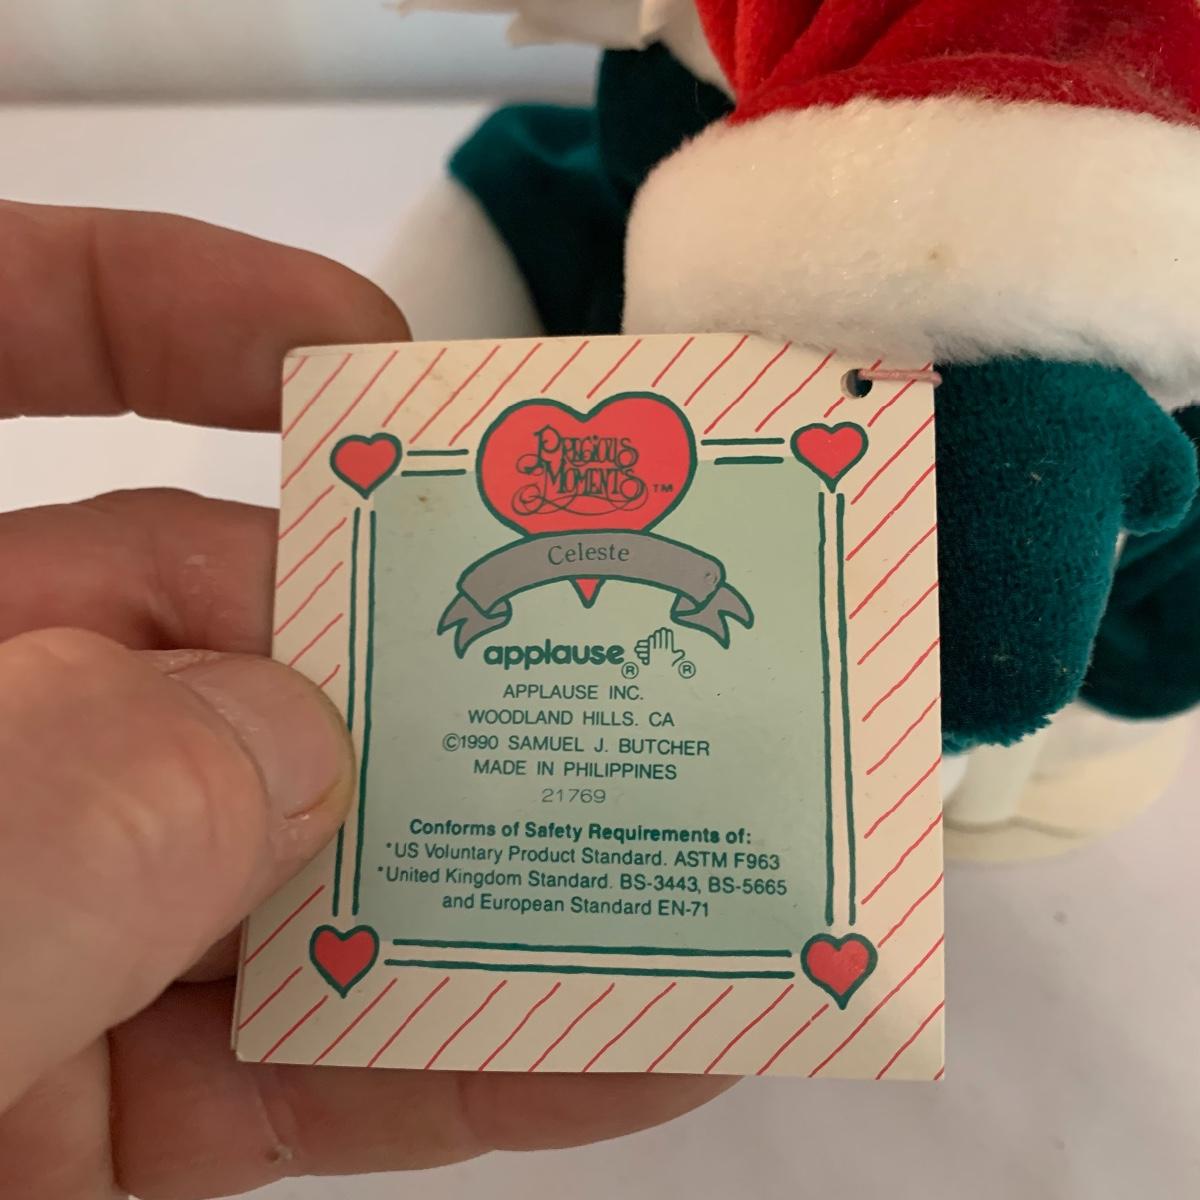 PRECIOUS
MOMENTS ™
Celeste
applause® ®
APPLAUSE INC.
WOODLAND HILLS. CA
©1990 SAMUEL J. BUTCHER
MADE IN PHILIPPINES
21769
Conforms of Safety Requirements of:
*US Voluntary Product Standard. ASTM F963
*United Kingdom Standard. BS-3443, BS-5665
and European Standard EN-71